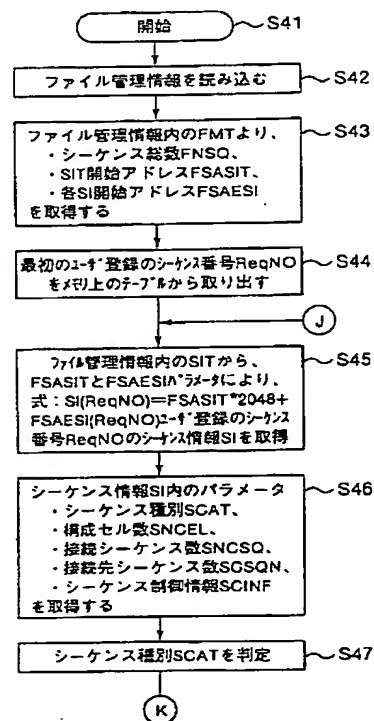 開始
S41
ファイル管理情報を読み込む
S42
ファイル管理情報内のFMTより、
・シーケンス総数FNSQ、
・SIT開始アドレスFSASIT、
・各SI開始アドレスFSAESI
を取得する
S43
最初のユーザ登録のシーケンス番号ReqNO
をメモリ上のテーブルから取り出す
S44
J
ファイル管理情報内のSITから、
FSASITとFSAESIパラメータにより、
式：SI(ReqNO)=FSASIT*2048+
FSAESI(ReqNO)ユーザ登録のシーケンス
番号ReqNOのシーケンス情報SIを取得
S45
シーケンス情報SI内のパラメータ
・シーケンス種別SCAT、
・構成セル数SNCEL、
・接続シーケンス数SNCSQ、
・接続先シーケンス数SCSQN、
・シーケンス制御情報SCINF
を取得する
S46
シーケンス種別SCATを判定
S47
K